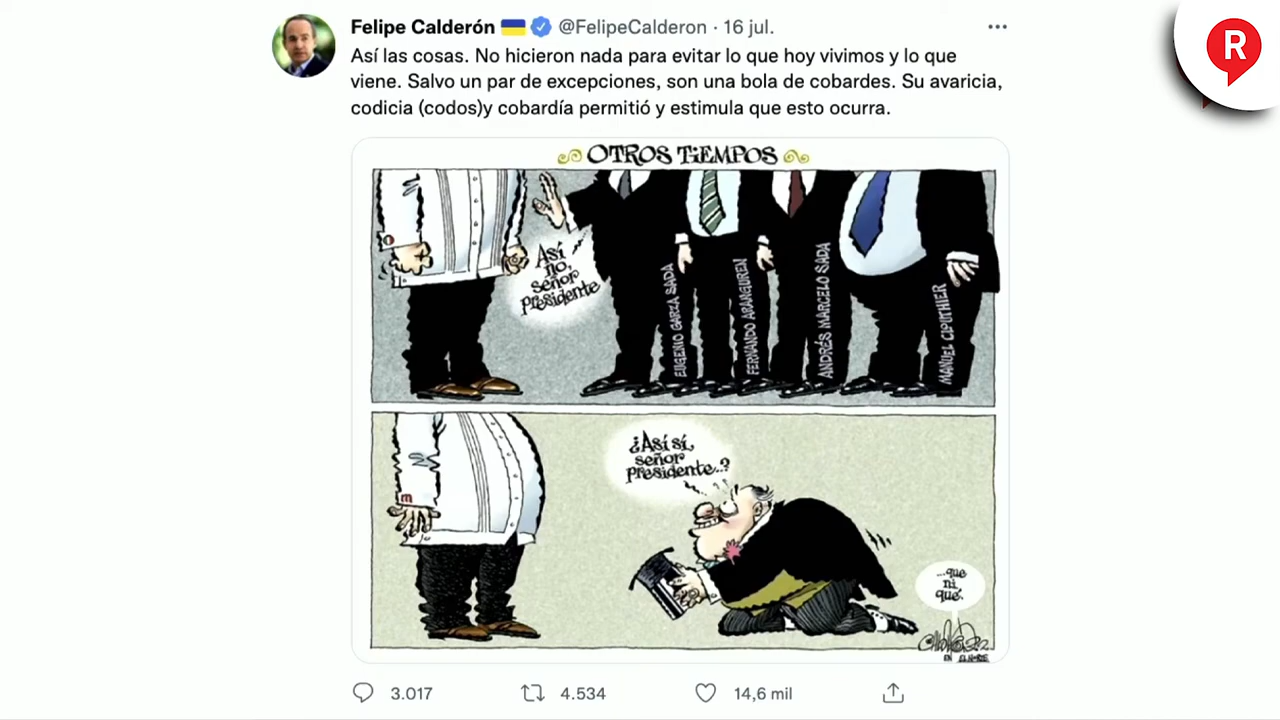 Felipe Calderón @FelipeCalderon · 16 jul.
Así las cosas. No hicieron nada para evitar lo que hoy vivimos y lo que
viene. Salvo un par de excepciones, son una bola de cobardes. Su avaricia,
codicia (codos)y cobardía permitió y estimula que esto ocurra.
R
OTROS TiEMPOS
Así
no,
señor
presidente
EUGENIO GARZA SADA
FERNANDO ARANGUREN
ANDRÉS MARCELO SADA
MANUEL CLOUTHIER
¿Así sí,
señor
presidente..?
m
...que
ni
qué.
EN EL NORTE
3.017
4.534
14,6 mil